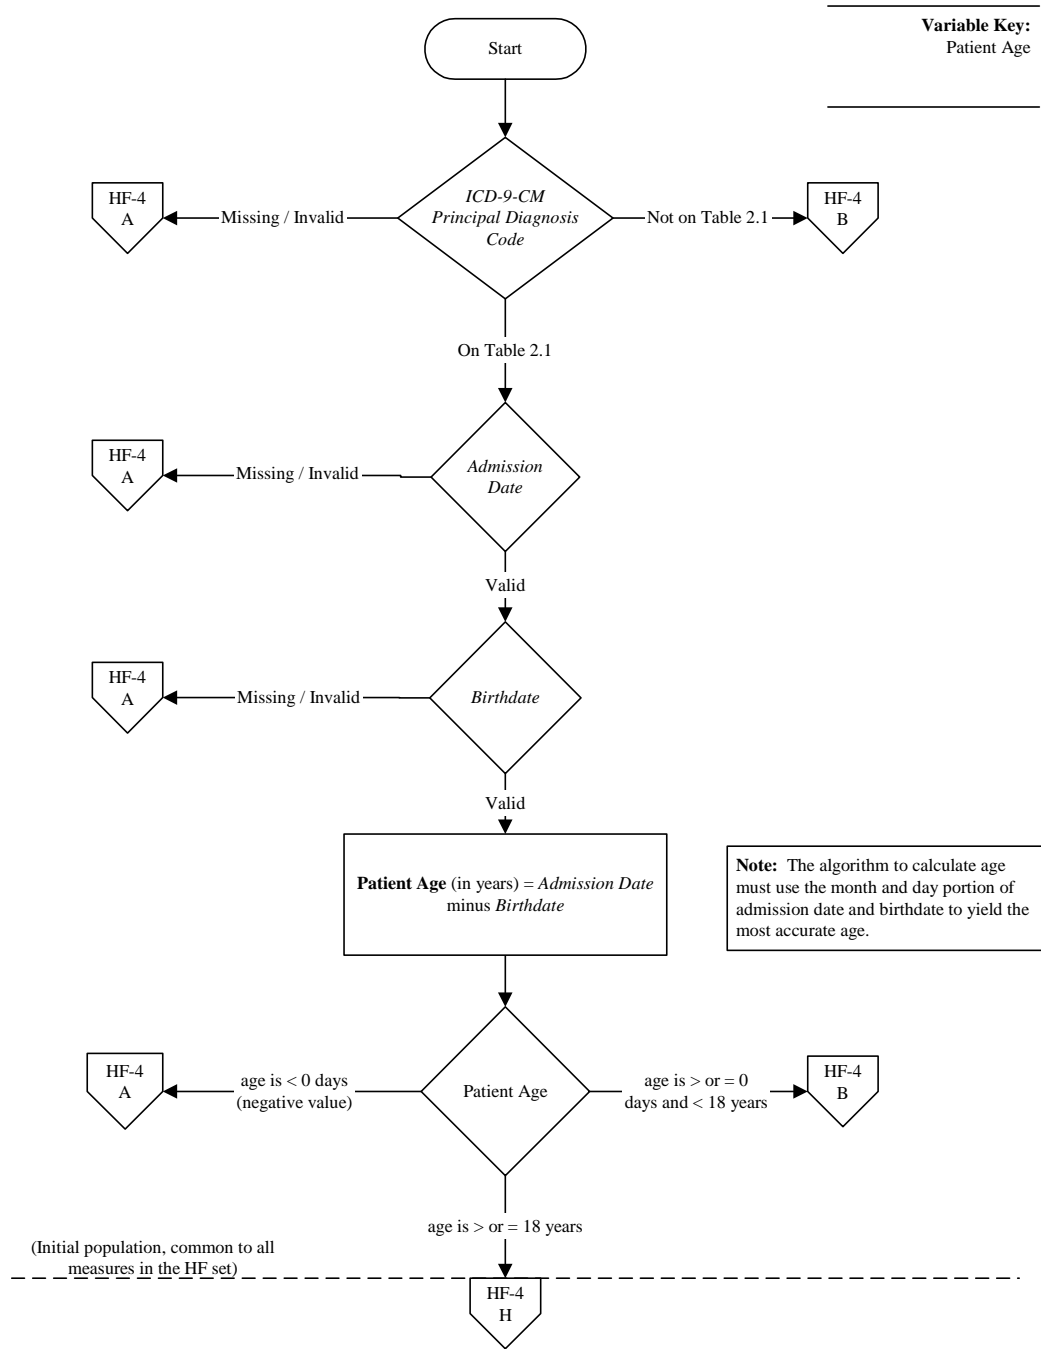 Variable Key:
Patient Age
Start
ICD-9-CM
Principal Diagnosis
Code
HF-4
A
Missing / Invalid
Not on Table 2.1
HF-4
B
On Table 2.1
HF-4
A
Missing / Invalid
Admission
Date
Valid
HF-4
A
Missing / Invalid
Birthdate
Valid
Patient Age (in years) = Admission Date
minus Birthdate
Note: The algorithm to calculate age
must use the month and day portion of
admission date and birthdate to yield the
most accurate age.
HF-4
A
age is < 0 days
(negative value)
Patient Age
age is > or = 0
days and < 18 years
HF-4
B
age is > or = 18 years
(Initial population, common to all
measures in the HF set)
HF-4
H